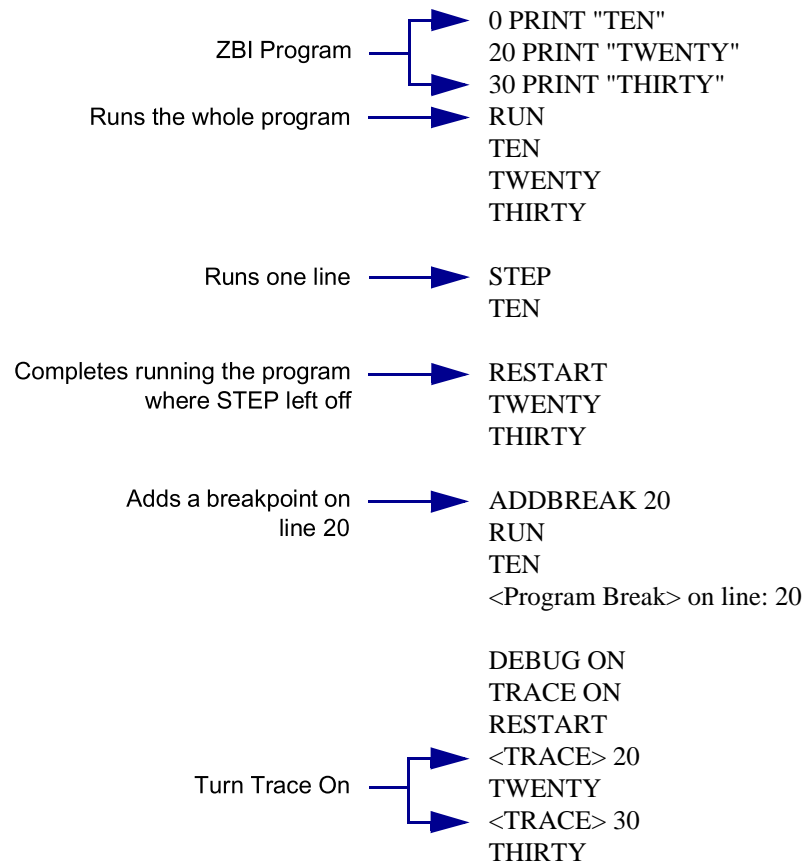 0 PRINT "TEN"
ZBI Program
20 PRINT "TWENTY"
30 PRINT "THIRTY"
Runs the whole program
RUN
TEN
TWENTY
THIRTY
Runs one line
STEP
TEN
Completes running the program
where STEP left off
RESTART
TWENTY
THIRTY
Adds a breakpoint on
line 20
ADDBREAK 20
RUN
TEN
<Program Break> on line: 20
DEBUG ON
TRACE ON
RESTART
Turn Trace On
<TRACE> 20
TWENTY
<TRACE> 30
THIRTY